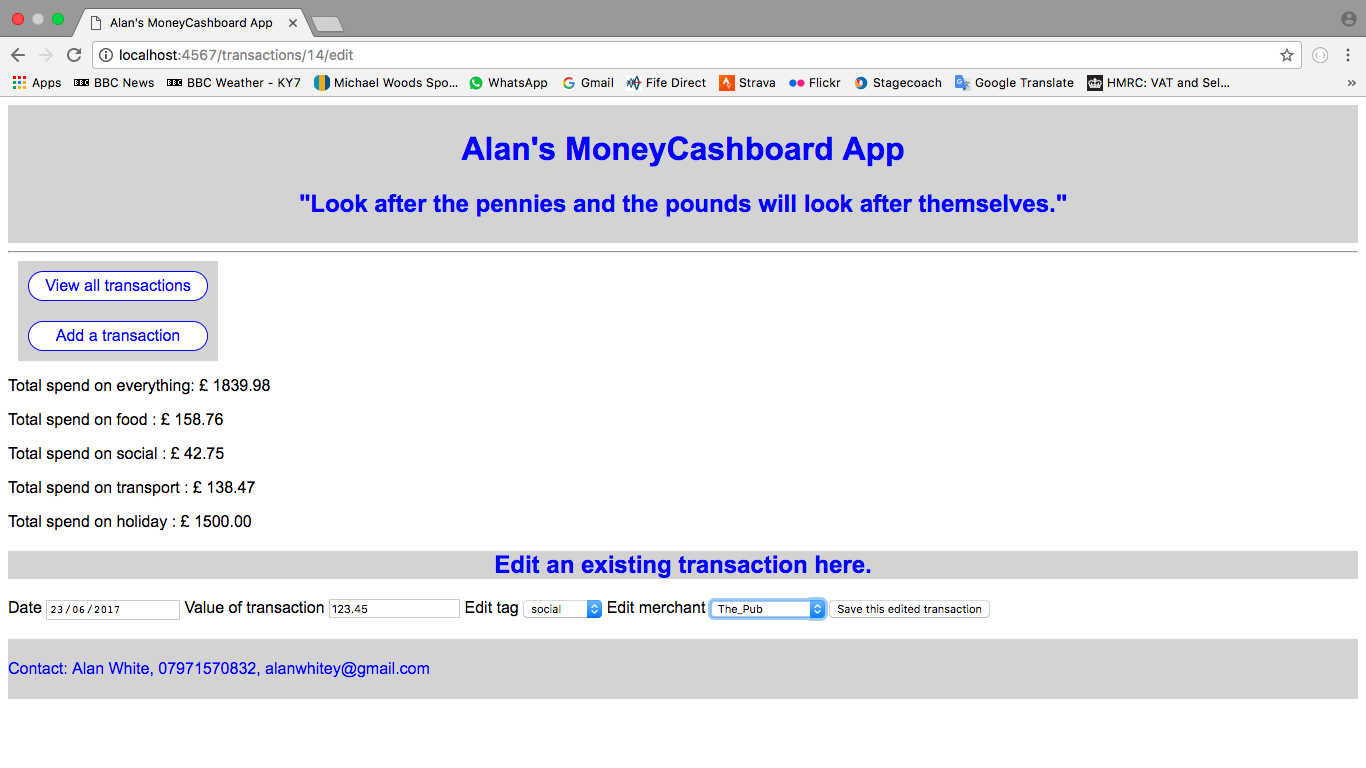 Alan's MoneyCashboard App
localhost:4567/transactions/14/edit
Apps BBC BBC News BBC BBC Weather - KY7 Michael Woods Spo... WhatsApp Gmail Fife Direct Strava Flickr Stagecoach Google Translate HMRC: VAT and Sel... »
Alan's MoneyCashboard App
"Look after the pennies and the pounds will look after themselves."
View all transactions
Add a transaction
Total spend on everything: £ 1839.98
Total spend on food : £ 158.76
Total spend on social : £ 42.75
Total spend on transport : £ 138.47
Total spend on holiday : £ 1500.00
Edit an existing transaction here.
Date 23/06/2017 Value of transaction 123.45 Edit tag social Edit merchant The_Pub Save this edited transaction
Contact: Alan White, 07971570832, alanwhitey@gmail.com